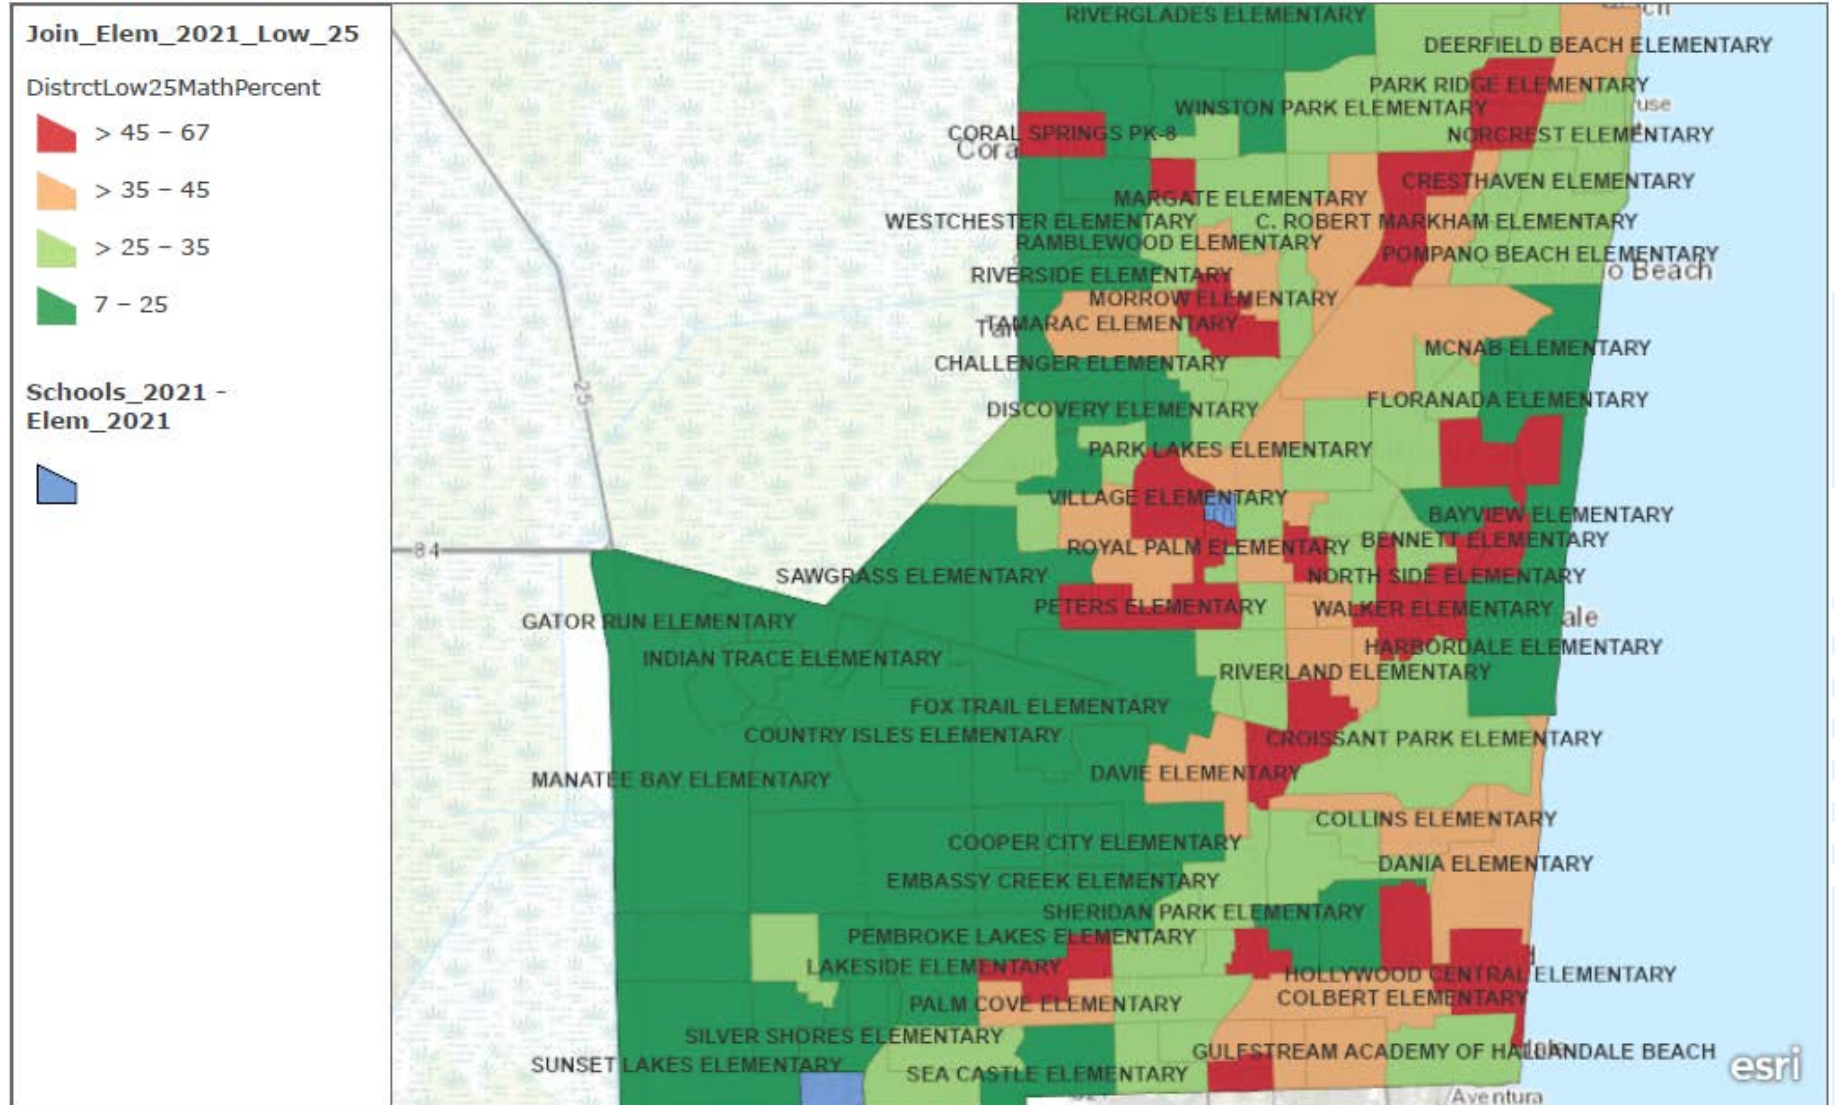 Join_Elem_2021_Low_25
DistrctLow25MathPercent
> 45 – 67
> 35 – 45
> 25 – 35
7 – 25
Schools_2021 -
Elem_2021
RIVERGLADES ELEMENTARY
DEERFIELD BEACH ELEMENTARY
PARK RIDGE ELEMENTARY
WINSTON PARK ELEMENTARY
use
CORAL SPRINGS PK-8
NORCREST ELEMENTARY
Cora
CRESTHAVEN ELEMENTARY
MARGATE ELEMENTARY
WESTCHESTER ELEMENTARY
C. ROBERT MARKHAM ELEMENTARY
RAMBLEWOOD ELEMENTARY
POMPANO BEACH ELEMENTARY
o Beach
RIVERSIDE ELEMENTARY
MORROW ELEMENTARY
TAMARAC ELEMENTARY
MCNAB ELEMENTARY
CHALLENGER ELEMENTARY
25
FLORANADA ELEMENTARY
DISCOVERY ELEMENTARY
PARK LAKES ELEMENTARY
VILLAGE ELEMENTARY
BAYVIEW ELEMENTARY
BENNETT ELEMENTARY
ROYAL PALM ELEMENTARY
84
SAWGRASS ELEMENTARY
NORTH SIDE ELEMENTARY
PETERS ELEMENTARY
WALKER ELEMENTARY
ale
GATOR RUN ELEMENTARY
HARBORDALE ELEMENTARY
INDIAN TRACE ELEMENTARY
RIVERLAND ELEMENTARY
FOX TRAIL ELEMENTARY
COUNTRY ISLES ELEMENTARY
CROISSANT PARK ELEMENTARY
MANATEE BAY ELEMENTARY
DAVIE ELEMENTARY
COLLINS ELEMENTARY
COOPER CITY ELEMENTARY
DANIA ELEMENTARY
EMBASSY CREEK ELEMENTARY
SHERIDAN PARK ELEMENTARY
PEMBROKE LAKES ELEMENTARY
d
LAKESIDE ELEMENTARY
HOLLYWOOD CENTRAL ELEMENTARY
PALM COVE ELEMENTARY
COLBERT ELEMENTARY
SILVER SHORES ELEMENTARY
GULFSTREAM ACADEMY OF HALLANDALE BEACH
SUNSET LAKES ELEMENTARY
SEA CASTLE ELEMENTARY
esri
Aventura